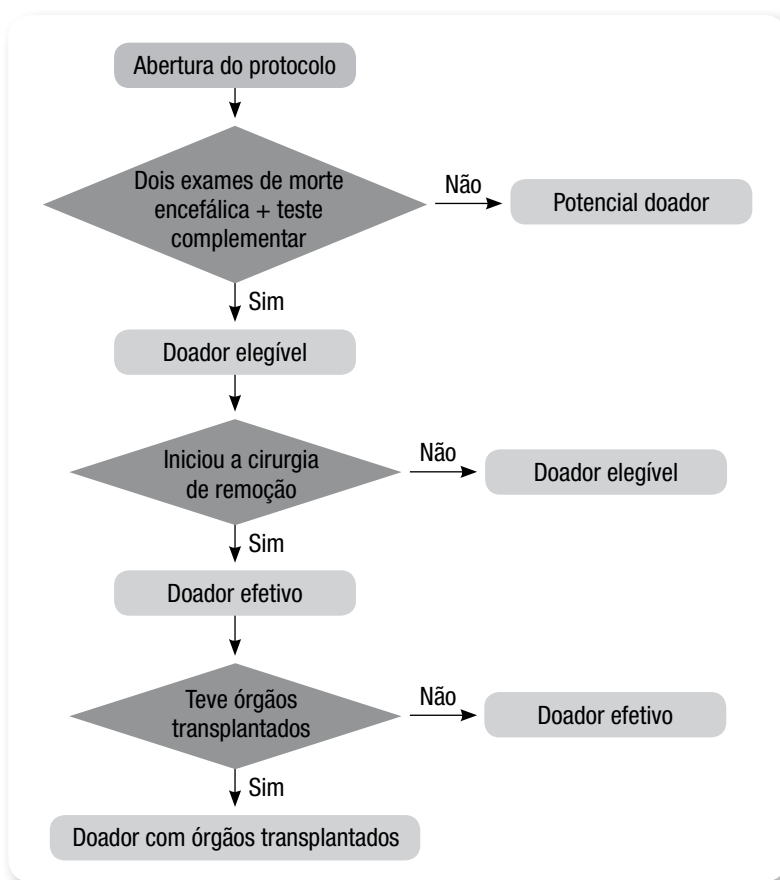 Abertura do protocolo
Dois exames de morte
encefálica + teste
complementar
Não
Potencial doador
Sim
Doador elegível
Iniciou a cirurgia
de remoção
Não
Doador elegível
Sim
Doador efetivo
Teve órgãos
transplantados
Não
Doador efetivo
Sim
Doador com órgãos transplantados